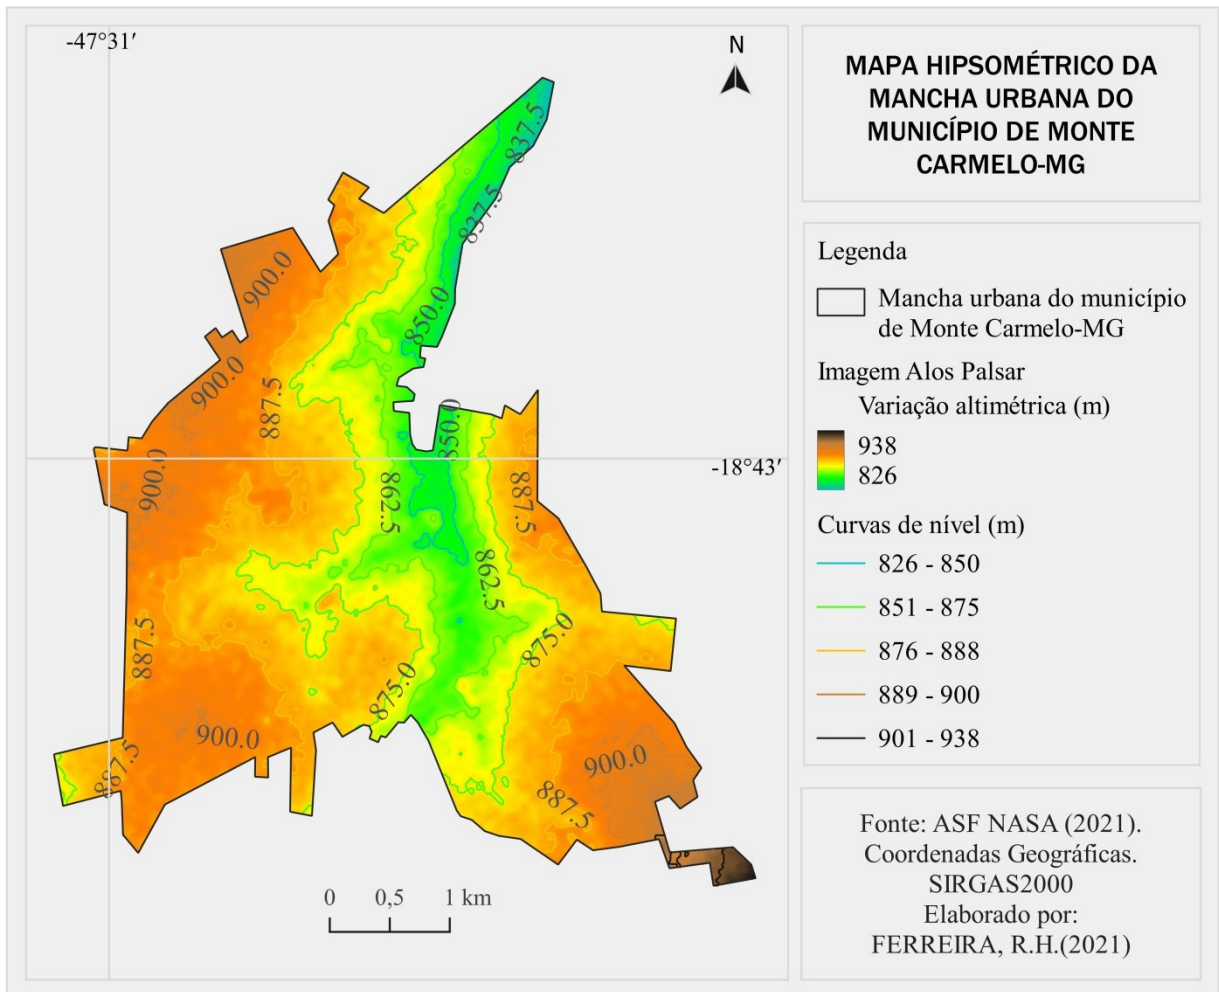 -47°31′
N
837.5
837.5
900.0
850.0
900.0
887.5
850.0
-18°43′
900.0
862.5
887.5
862.5
887.5
875.0
875.0
900.0
900.0
887.5
887.5
0 0,5 1 km
MAPA HIPSOMÉTRICO DA
MANCHA URBANA DO
MUNICÍPIO DE MONTE
CARMELO-MG
Legenda
Mancha urbana do município
de Monte Carmelo-MG
Imagem Alos Palsar
Variação altimétrica (m)
938
826
Curvas de nível (m)
826 - 850
851 - 875
876 - 888
889 - 900
901 - 938
Fonte: ASF NASA (2021).
Coordenadas Geográficas.
SIRGAS2000
Elaborado por:
FERREIRA, R.H.(2021)